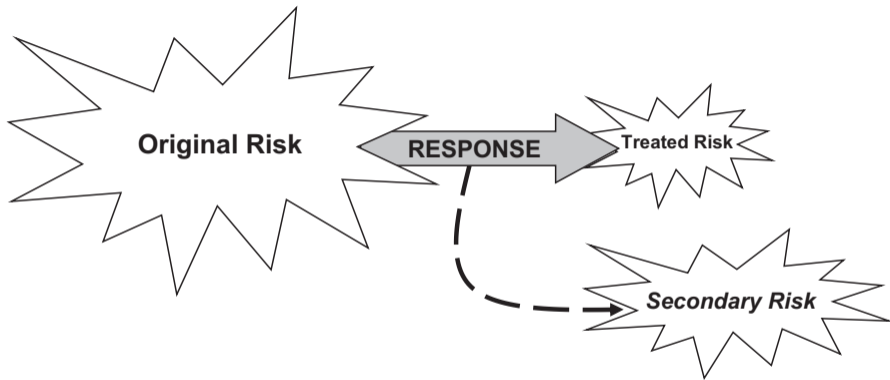 Original Risk
RESPONSE
Treated Risk
Secondary Risk